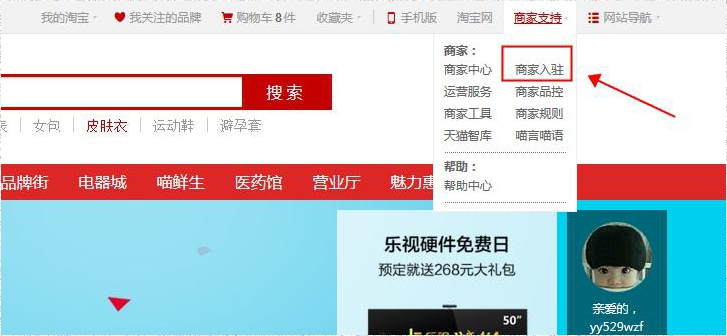 我的淘宝 我关注的品牌 购物车 8 件 收藏夹 手机版 淘宝网 商家支持 网站导航
商家：
商家中心 商家入驻
运营服务 商家品控
商家工具 商家规则
天猫智库 喵言喵语
帮助：
帮助中心
搜 索
女包 皮肤衣 运动鞋 避孕套
品牌街 电器城 喵鲜生 医药馆 营业厅 魅力惠
乐视硬件免费日
预定就送268元大礼包
50"
亲爱的，
yy529wzf